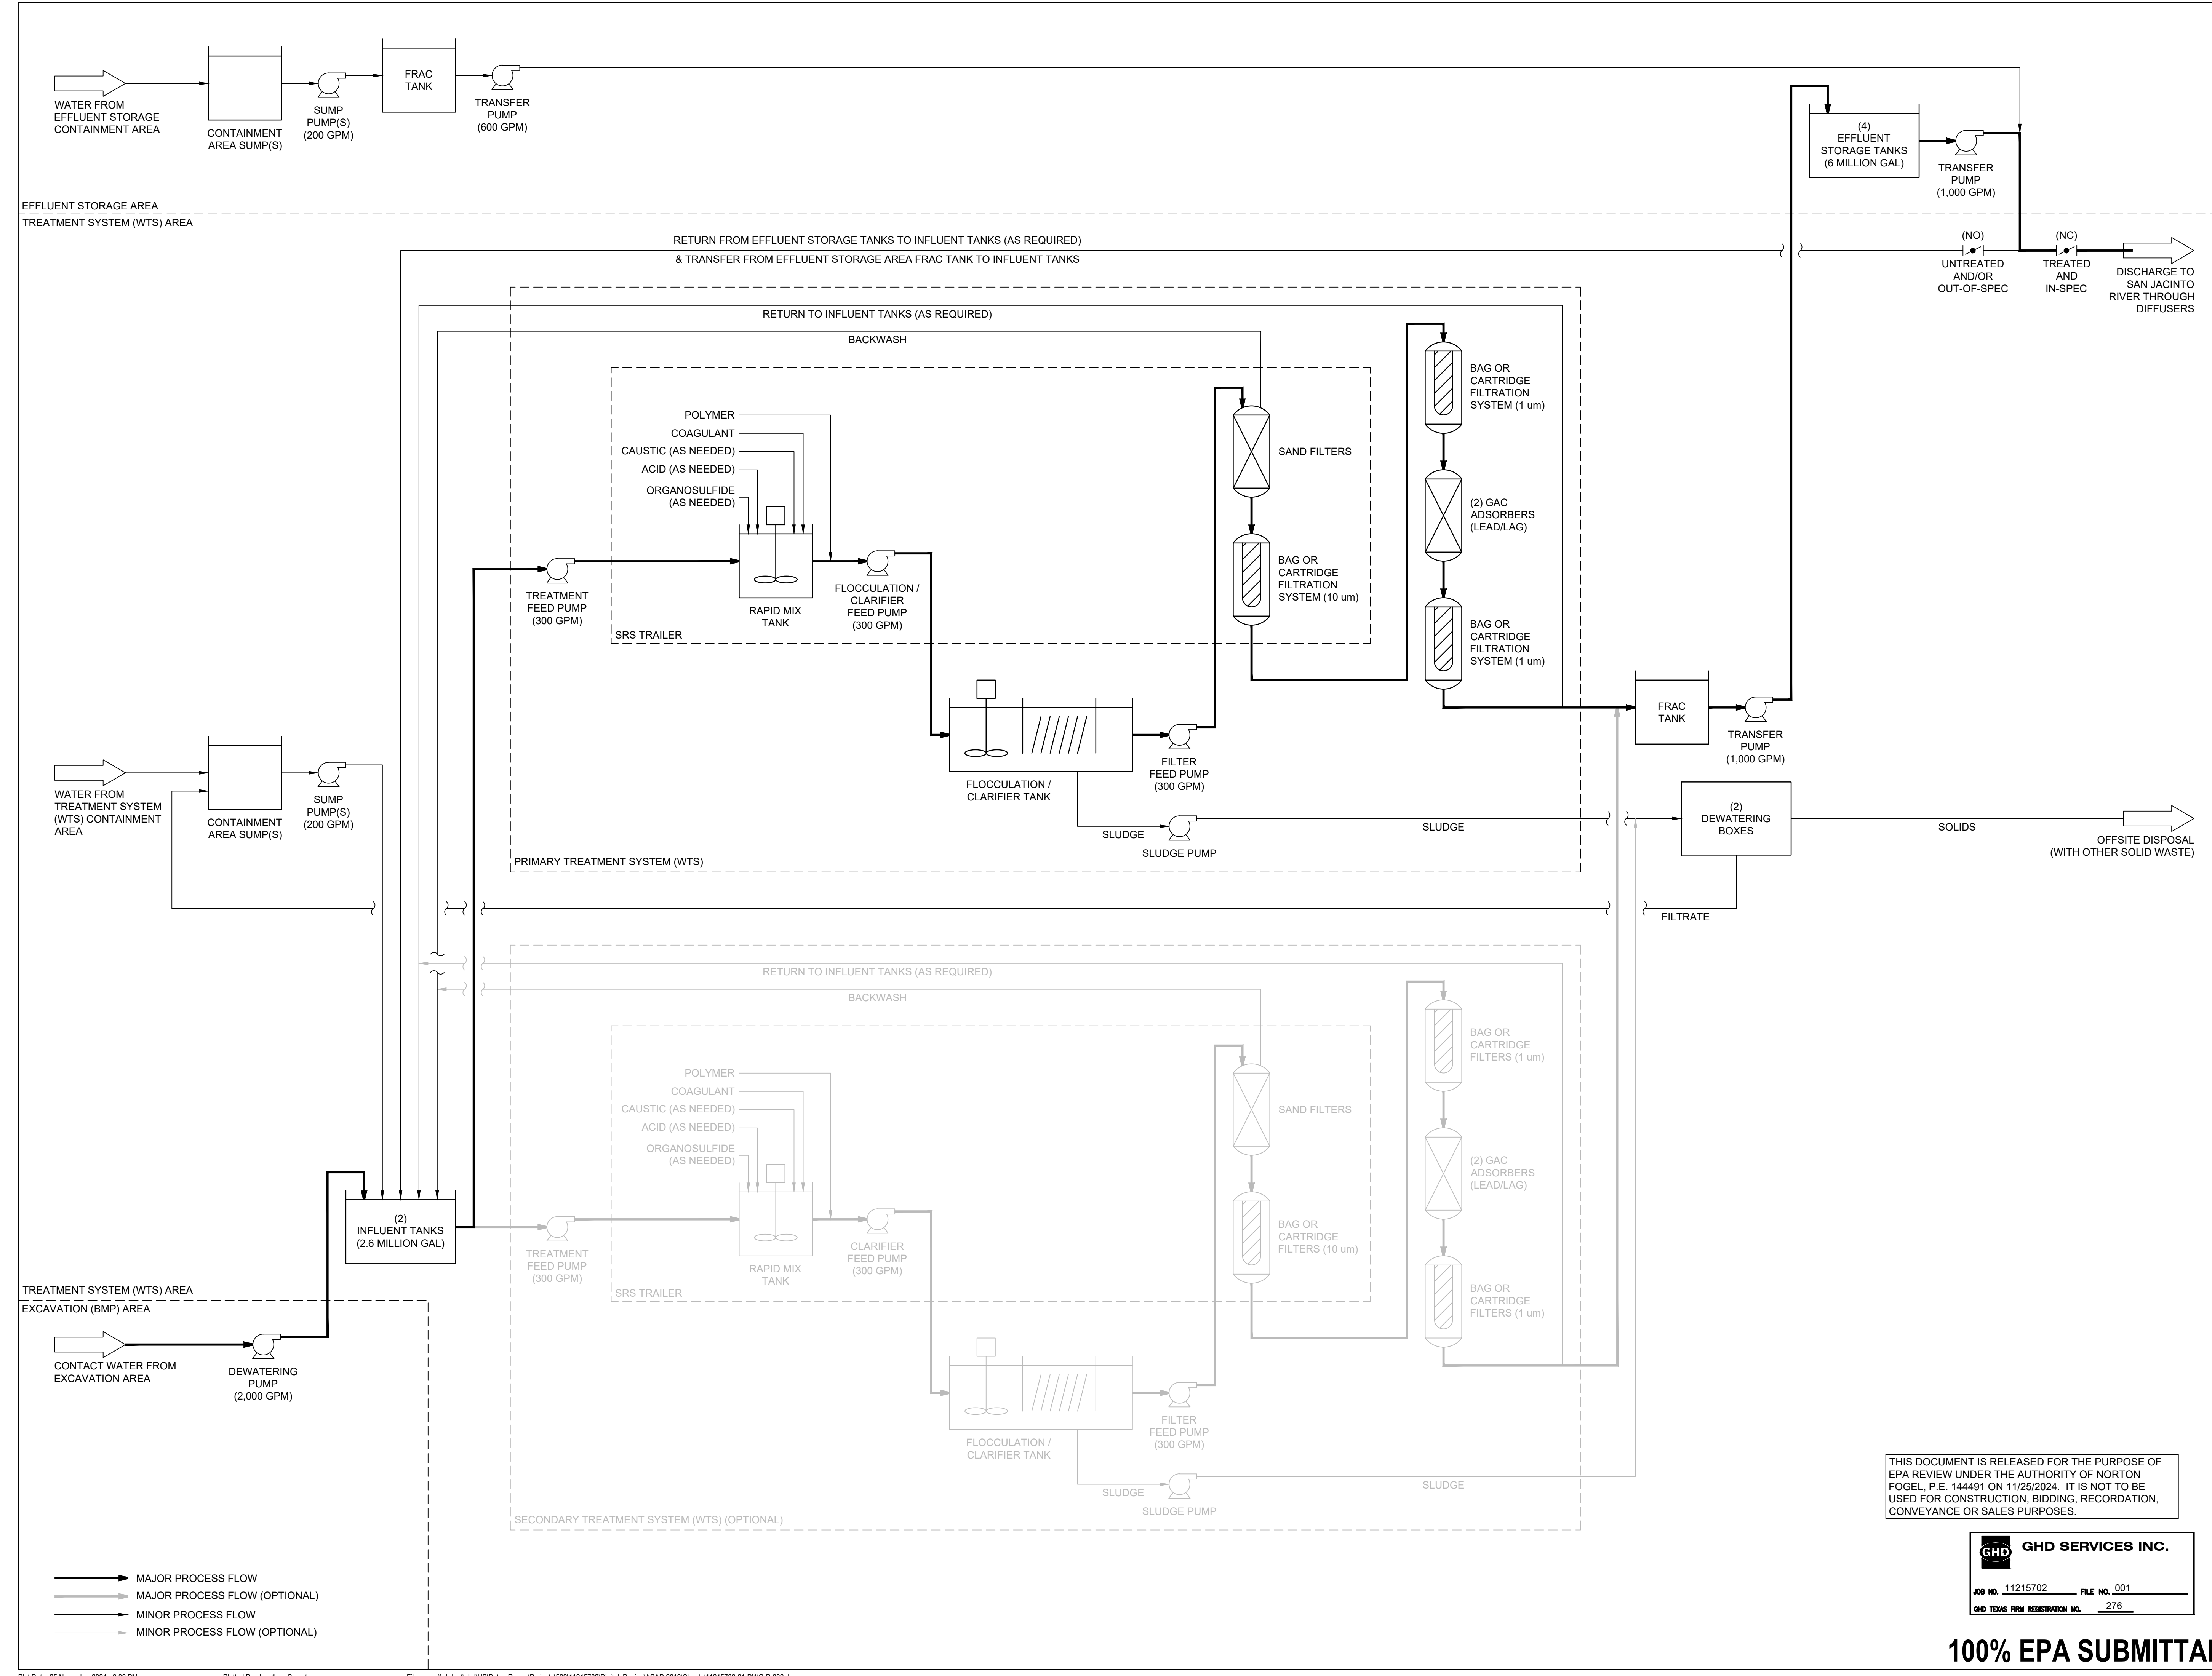 WATER FROM
EFFLUENT STORAGE
CONTAINMENT AREA
CONTAINMENT
AREA SUMP(S)
SUMP
PUMP(S)
(200 GPM)
FRAC
TANK
TRANSFER
PUMP
(600 GPM)
(4)
EFFLUENT
STORAGE TANKS
(6 MILLION GAL)
TRANSFER
PUMP
(1,000 GPM)
EFFLUENT STORAGE AREA
TREATMENT SYSTEM (WTS) AREA
RETURN FROM EFFLUENT STORAGE TANKS TO INFLUENT TANKS (AS REQUIRED)
& TRANSFER FROM EFFLUENT STORAGE AREA FRAC TANK TO INFLUENT TANKS
(NO)
UNTREATED
AND/OR
OUT-OF-SPEC
(NC)
TREATED
AND
IN-SPEC
DISCHARGE TO
SAN JACINTO
RIVER THROUGH
DIFFUSERS
RETURN TO INFLUENT TANKS (AS REQUIRED)
BACKWASH
POLYMER
COAGULANT
CAUSTIC (AS NEEDED)
ACID (AS NEEDED)
ORGANOSULFIDE
(AS NEEDED)
TREATMENT
FEED PUMP
(300 GPM)
RAPID MIX
TANK
FLOCCULATION /
CLARIFIER
FEED PUMP
(300 GPM)
SRS TRAILER
SAND FILTERS
BAG OR
CARTRIDGE
FILTRATION
SYSTEM (10 um)
BAG OR
CARTRIDGE
FILTRATION
SYSTEM (1 um)
(2) GAC
ADSORBERS
(LEAD/LAG)
BAG OR
CARTRIDGE
FILTRATION
SYSTEM (1 um)
FLOCCULATION /
CLARIFIER TANK
FILTER
FEED PUMP
(300 GPM)
SLUDGE
SLUDGE PUMP
SLUDGE
PRIMARY TREATMENT SYSTEM (WTS)
FRAC
TANK
TRANSFER
PUMP
(1,000 GPM)
(2)
DEWATERING
BOXES
SOLIDS
OFFSITE DISPOSAL
(WITH OTHER SOLID WASTE)
FILTRATE
WATER FROM
TREATMENT SYSTEM
(WTS) CONTAINMENT
AREA
CONTAINMENT
AREA SUMP(S)
SUMP
PUMP(S)
(200 GPM)
RETURN TO INFLUENT TANKS (AS REQUIRED)
BACKWASH
POLYMER
COAGULANT
CAUSTIC (AS NEEDED)
ACID (AS NEEDED)
ORGANOSULFIDE
(AS NEEDED)
TREATMENT
FEED PUMP
(300 GPM)
RAPID MIX
TANK
CLARIFIER
FEED PUMP
(300 GPM)
SRS TRAILER
SAND FILTERS
BAG OR
CARTRIDGE
FILTERS (10 um)
BAG OR
CARTRIDGE
FILTERS (1 um)
(2) GAC
ADSORBERS
(LEAD/LAG)
BAG OR
CARTRIDGE
FILTERS (1 um)
FLOCCULATION /
CLARIFIER TANK
FILTER
FEED PUMP
(300 GPM)
SLUDGE
SLUDGE PUMP
SLUDGE
SECONDARY TREATMENT SYSTEM (WTS) (OPTIONAL)
(2)
INFLUENT TANKS
(2.6 MILLION GAL)
TREATMENT SYSTEM (WTS) AREA
EXCAVATION (BMP) AREA
CONTACT WATER FROM
EXCAVATION AREA
DEWATERING
PUMP
(2,000 GPM)
MAJOR PROCESS FLOW
MAJOR PROCESS FLOW (OPTIONAL)
MINOR PROCESS FLOW
MINOR PROCESS FLOW (OPTIONAL)
THIS DOCUMENT IS RELEASED FOR THE PURPOSE OF
EPA REVIEW UNDER THE AUTHORITY OF NORTON
FOGEL, P.E. 144491 ON 11/25/2024. IT IS NOT TO BE
USED FOR CONSTRUCTION, BIDDING, RECORDATION,
CONVEYANCE OR SALES PURPOSES.
GHD
GHD SERVICES INC.
JOB NO. 11215702 FILE NO. 001
GHD TEXAS FIRM REGISTRATION NO. 276
100% EPA SUBMITTA